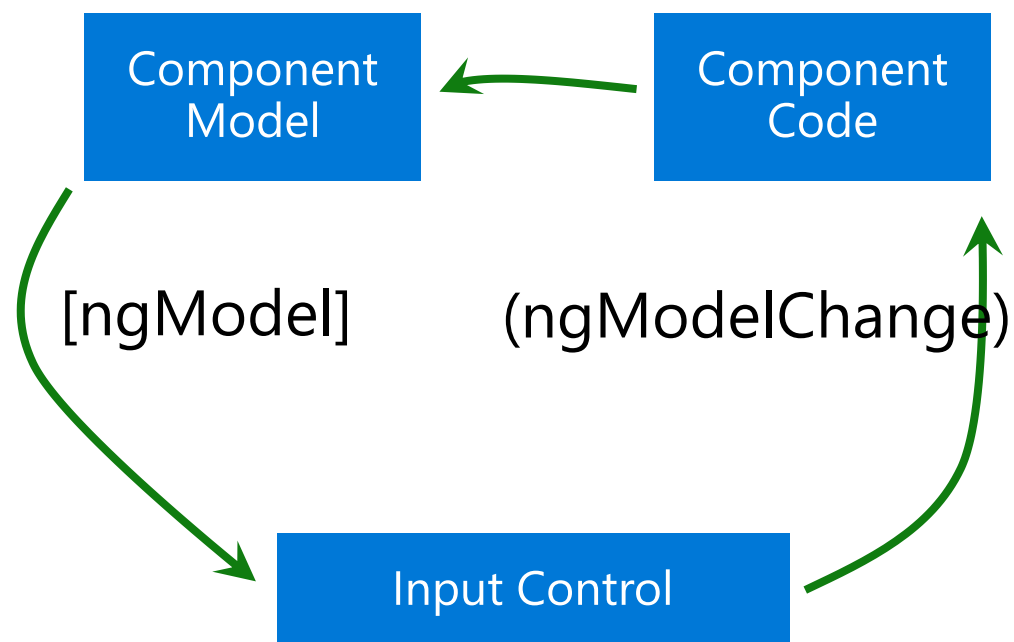 Component
Model
Component
Code
[ngModel]
(ngModelChange)
Input Control